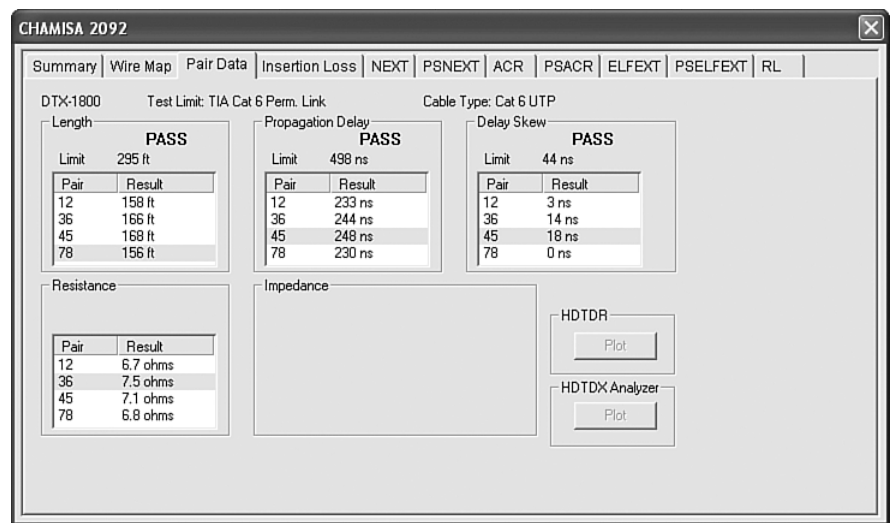 CHAMISA 2092
Summary Wire Map Pair Data Insertion Loss NEXT PSNEXT ACR PSACR ELFEXT PSELFEXT RL
DTX-1800 Test Limit: TIA Cat 6 Perm. Link Cable Type: Cat 6 UTP
Length
PASS
Limit 295 ft
Pair Result
12 158 ft
36 166 ft
45 168 ft
78 156 ft
Propagation Delay
PASS
Limit 498 ns
Pair Result
12 233 ns
36 244 ns
45 248 ns
78 230 ns
Delay Skew
PASS
Limit 44 ns
Pair Result
12 3 ns
36 14 ns
45 18 ns
78 0 ns
Resistance
Pair Result
12 6.7 ohms
36 7.5 ohms
45 7.1 ohms
78 6.8 ohms
Impedance
HDTDR
Plot
HDTDX Analyzer
Plot